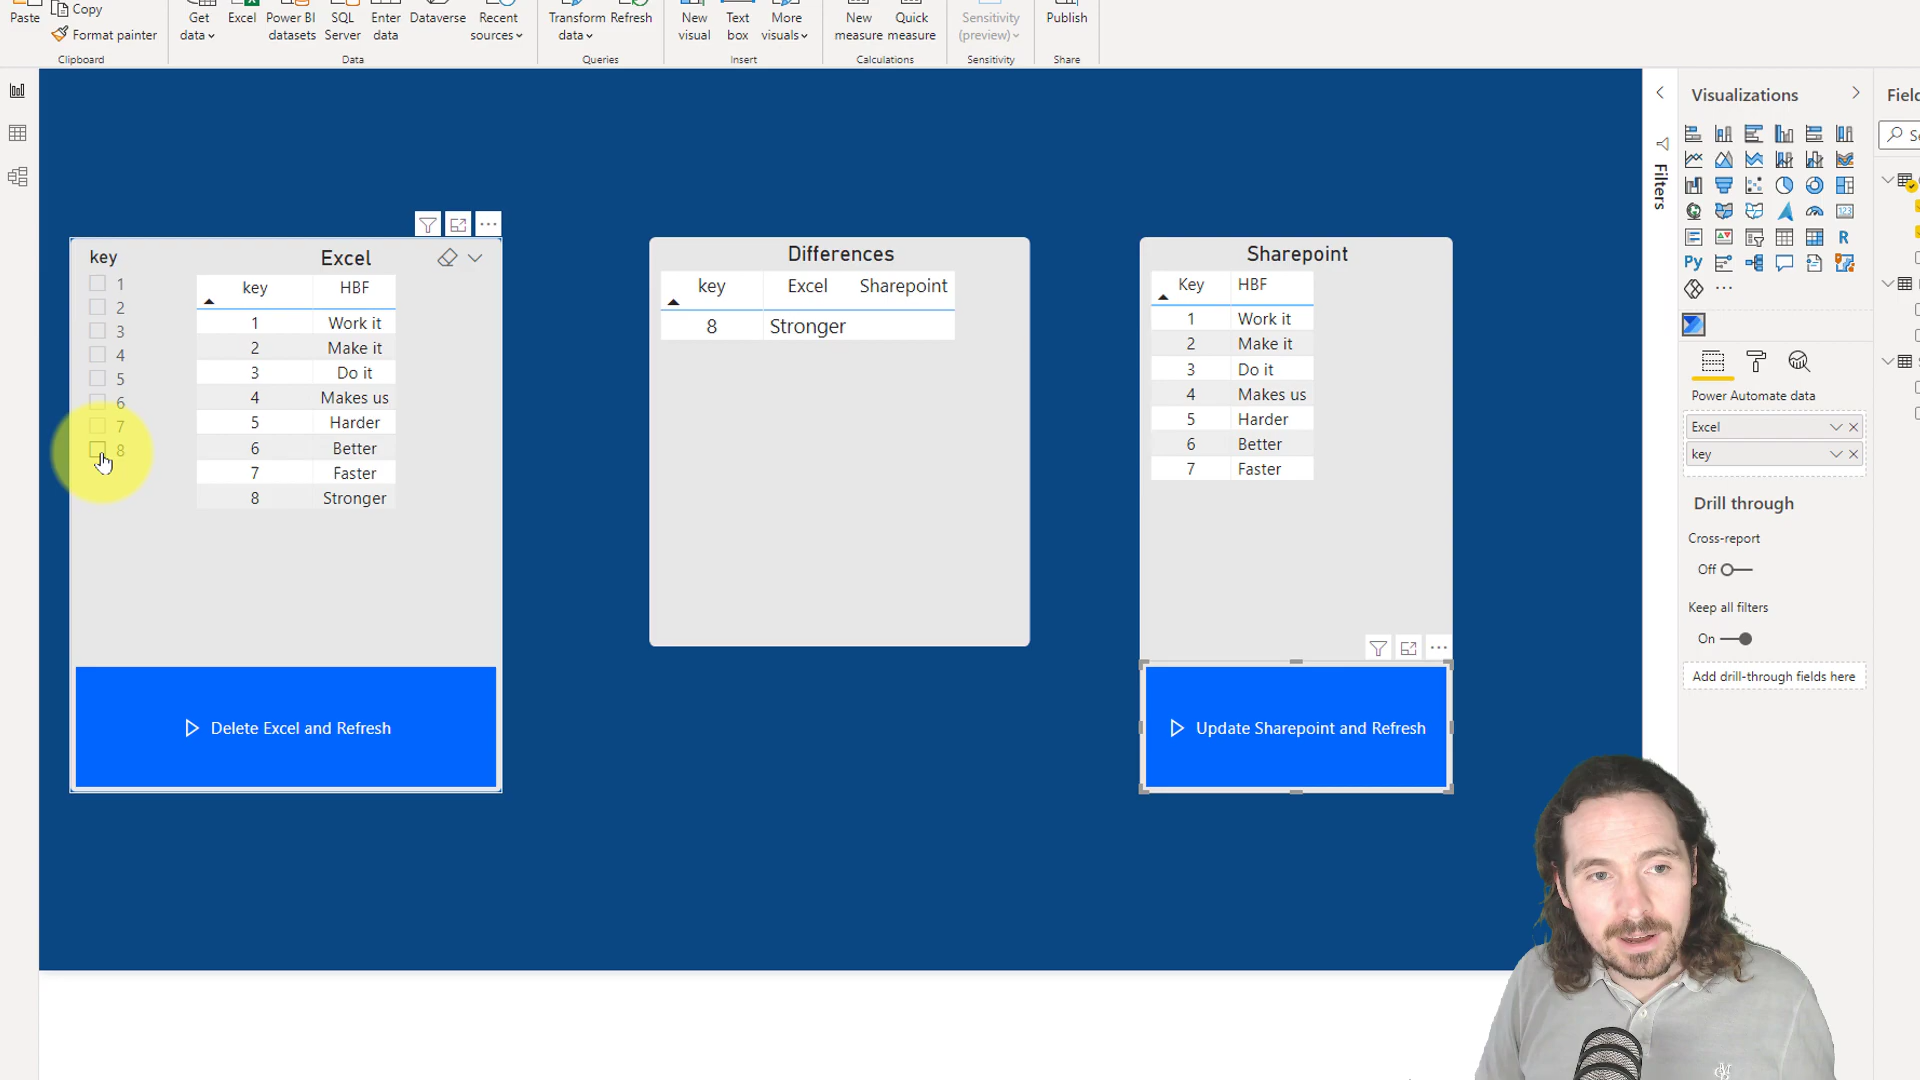 Paste
Copy
Format painter
Clipboard
Get data
Excel
Power BI datasets
SQL Server
Enter data
Dataverse
Recent sources
Data
Transform data
Refresh
Queries
New visual
Text box
More visuals
Insert
New measure
Quick measure
Calculations
Sensitivity (preview)
Sensitivity
Publish
Share
key
1
2
3
4
5
6
7
8
Excel
key HBF
1 Work it
2 Make it
3 Do it
4 Makes us
5 Harder
6 Better
7 Faster
8 Stronger
Delete Excel and Refresh
Differences
key Excel Sharepoint
8 Stronger
Sharepoint
Key HBF
1 Work it
2 Make it
3 Do it
4 Makes us
5 Harder
6 Better
7 Faster
Update Sharepoint and Refresh
Filters
Visualizations
123
R
Py
Power Automate data
Excel
key
Drill through
Cross-report
Off
Keep all filters
On
Add drill-through fields here